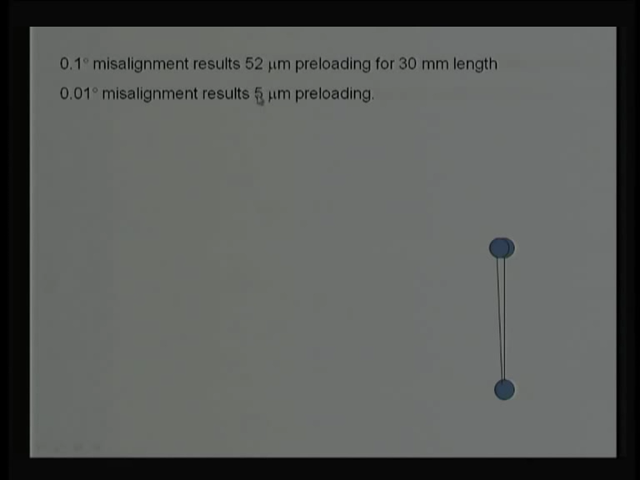 0.1° misalignment results 52 μm preloading for 30 mm length
0.01° misalignment results 5 μm preloading.